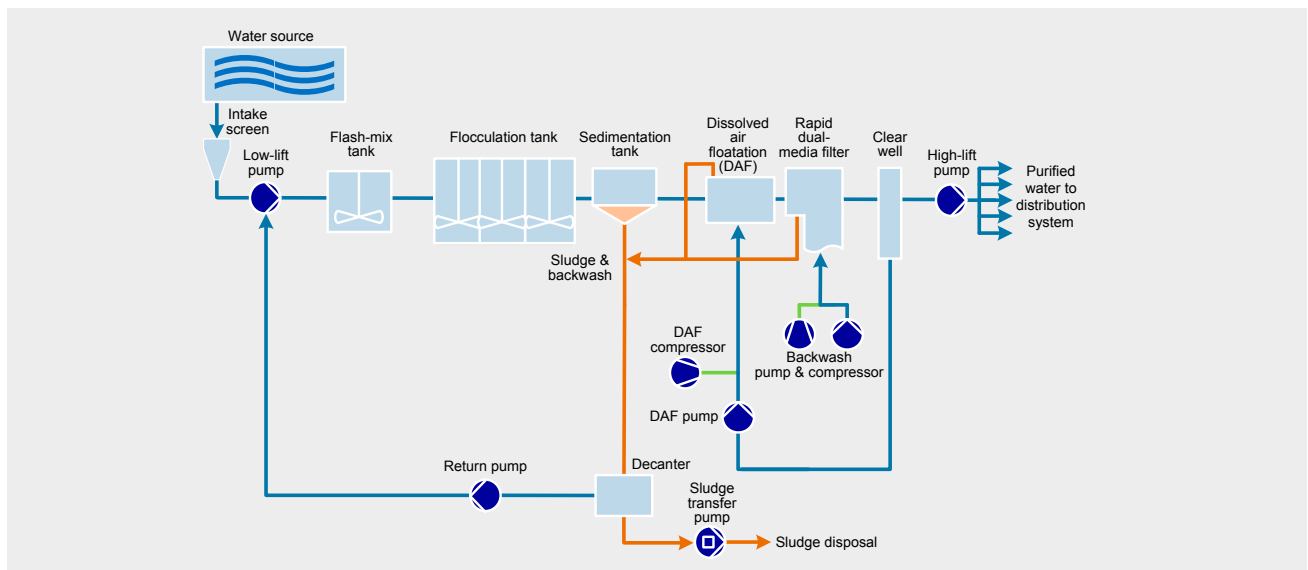 Water source
Intake
screen
Low-lift
pump
Flash-mix
tank
Flocculation tank
Sedimentation
tank
Dissolved
air
floatation
(DAF)
Rapid
dual-
media filter
Clear
well
High-lift
pump
Purified
water to
distribution
system
Sludge &
backwash
DAF
compressor
Backwash
pump & compressor
DAF pump
Return pump
Decanter
Sludge
transfer
pump
Sludge disposal